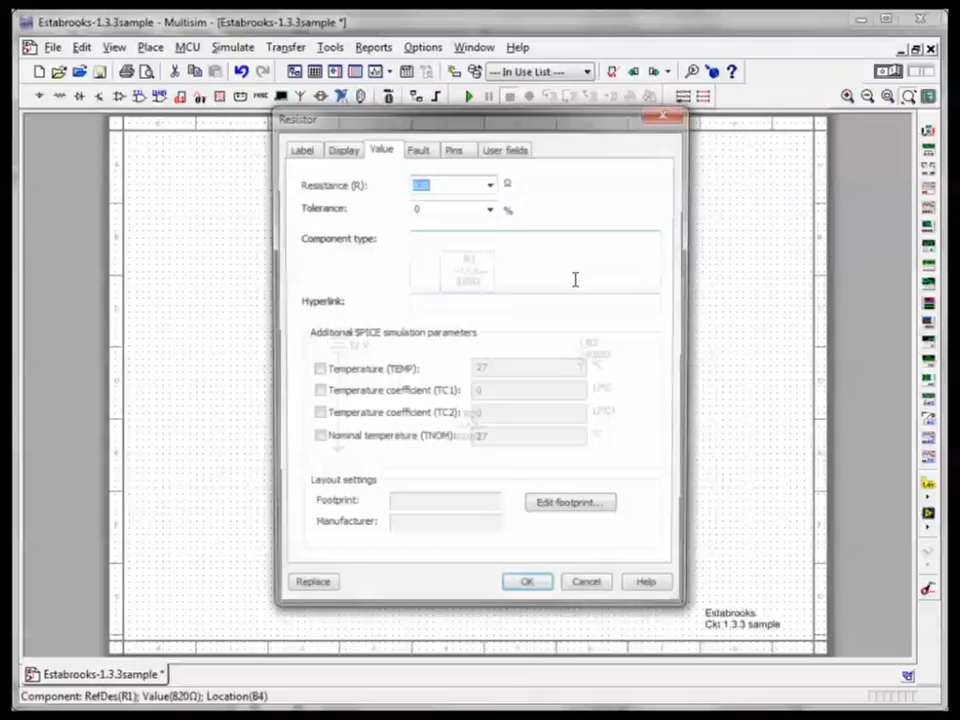 Estabrooks-1.3.3sample - Multisim - [Estabrooks-1.3.3sample *]
File Edit View Place MCU Simulate Transfer Tools Reports Options Window Help
--- In Use List ---
Resistor
Label Display Value Fault Pins User fields
Resistance (R): Ω
Tolerance: 0 %
Component type:
R1
Hyperlink:
Additional SPICE simulation parameters
12 V
Temperature (TEMP): 27 °C
Temperature coefficient (TC1): 0
Temperature coefficient (TC2): 0
Nominal temperature (TNOM): 27 °C
Layout settings
Footprint: Edit footprint...
Manufacturer:
Replace OK Cancel Help
Estabrooks
Ckt 1.3.3 sample
Estabrooks-1.3.3sample *
Component: RefDes(R1); Value(820Ω); Location(B4)